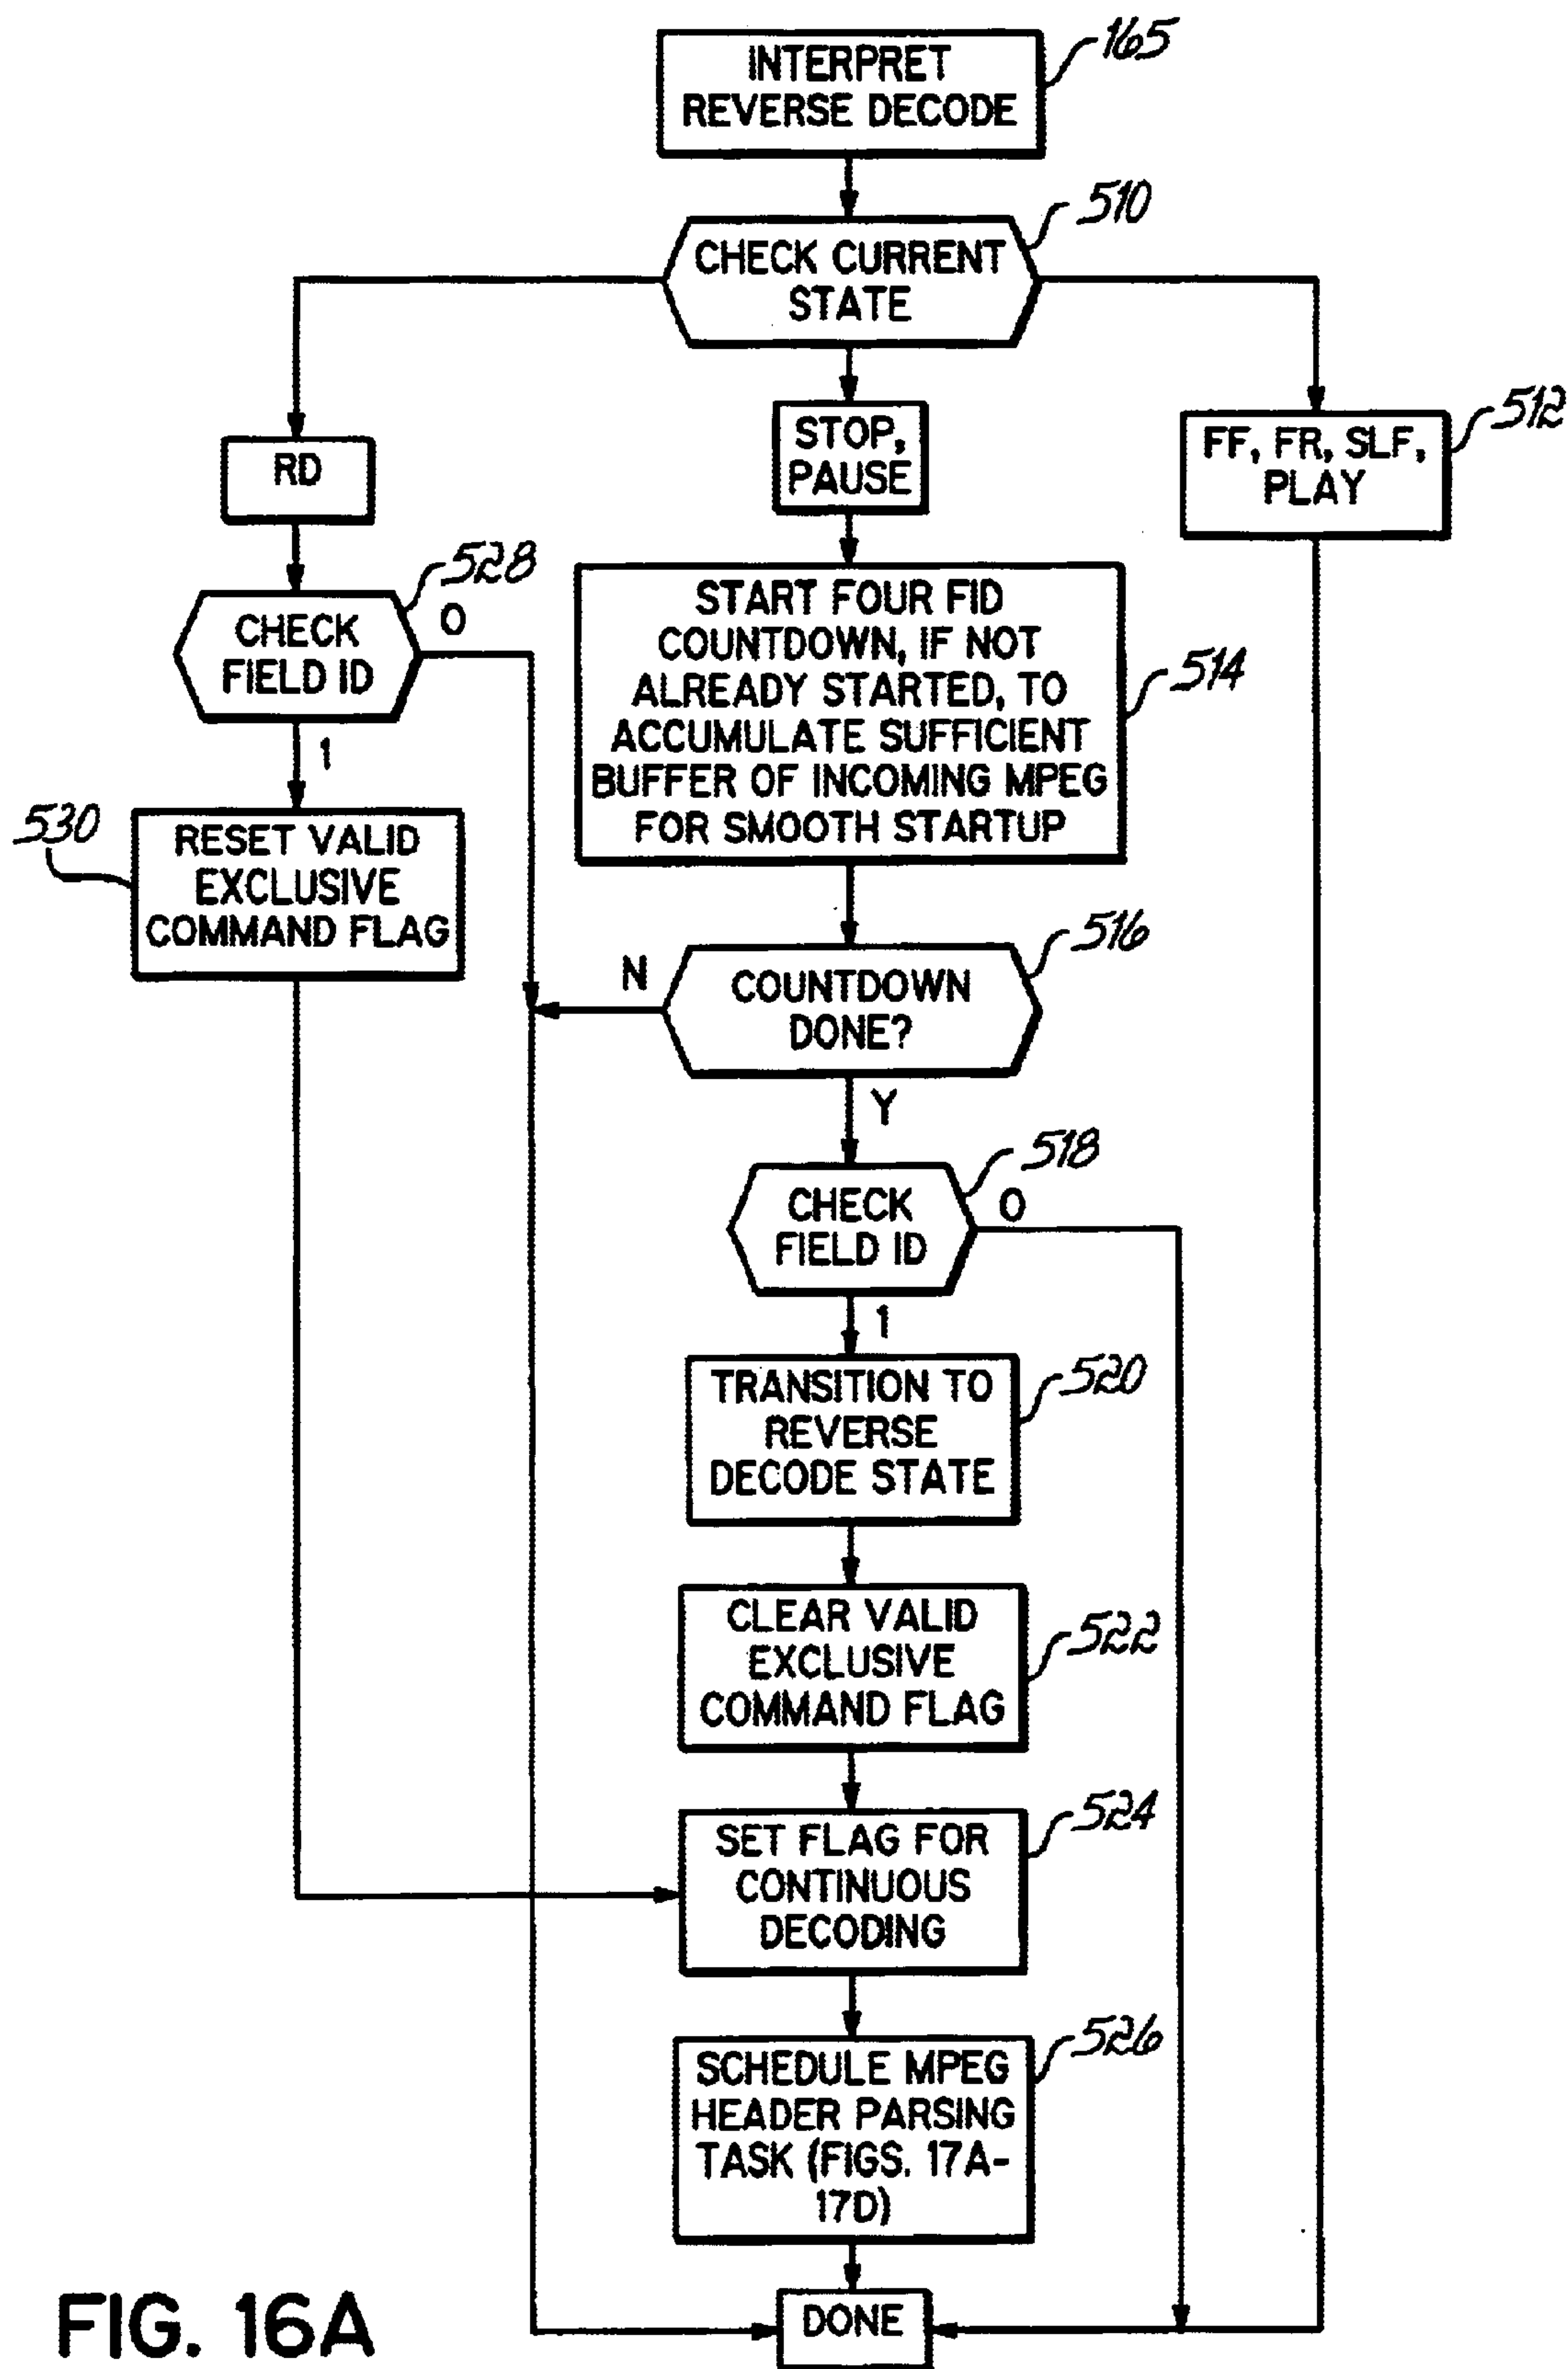 INTERPRET
REVERSE DECODE
165
CHECK CURRENT
STATE
510
RD
STOP,
PAUSE
FF, FR, SLF,
PLAY
512
CHECK
FIELD ID
528
0
1
START FOUR FID
COUNTDOWN, IF NOT
ALREADY STARTED, TO
ACCUMULATE SUFFICIENT
BUFFER OF INCOMING MPEG
FOR SMOOTH STARTUP
514
530
RESET VALID
EXCLUSIVE
COMMAND FLAG
COUNTDOWN
DONE?
516
N
Y
CHECK
FIELD ID
518
0
1
TRANSITION TO
REVERSE
DECODE STATE
520
CLEAR VALID
EXCLUSIVE
COMMAND FLAG
522
SET FLAG FOR
CONTINUOUS
DECODING
524
SCHEDULE MPEG
HEADER PARSING
TASK (FIGS. 17A-
17D)
526
DONE
FIG. 16A